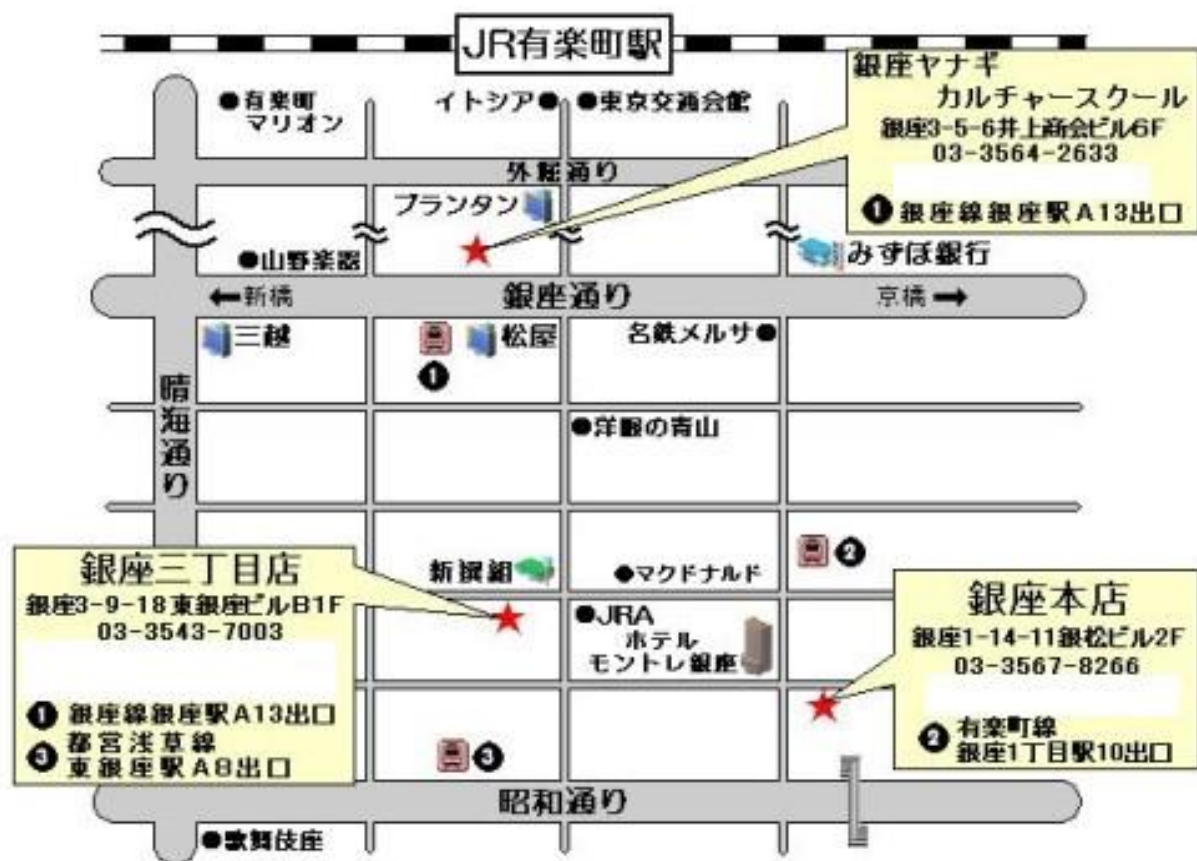 JR有楽町駅
銀座ヤナギ
カルチャースクール
銀座3-5-6井上商会ビル6F
03-3564-2633
❶ 銀座線銀座駅A13出口
●有楽町
マリオン
イトシア●
●東京交通会館
外堀通り
プランタン
●山野楽器
みずほ銀行
←新橋
銀座通り
京橋→
三越
松屋
名鉄メルサ●
❶
晴海通り
●洋服の青山
❷
新撰組
●マクドナルド
銀座三丁目店
銀座3-9-18東銀座ビルB1F
03-3543-7003
❶ 銀座線銀座駅A13出口
❸ 都営浅草線
東銀座駅A8出口
●JRA
ホテル
モントレ銀座
銀座本店
銀座1-14-11銀松ビル2F
03-3567-8266
❷ 有楽町線
銀座1丁目駅10出口
❸
昭和通り
●歌舞伎座